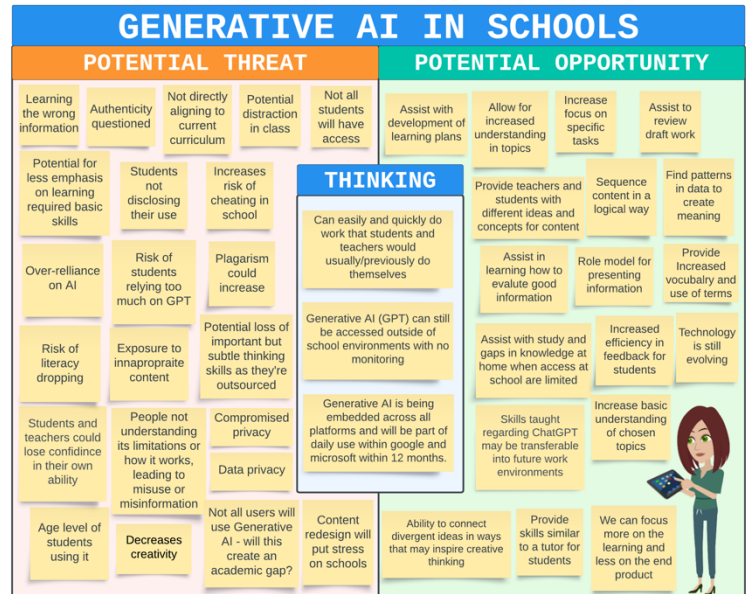 GENERATIVE AI IN SCHOOLS
POTENTIAL THREAT
Learning
the wrong
information
Authenticity
questioned
Not directly
aligning to
current
curriculum
Potential
distraction
in class
Not all
students
will have
access
Potential for
less emphasis
on learning
required basic
skills
Students
not
disclosing
their use
Increases
risk of
cheating in
school
Over-reliance
on AI
Risk of
students
relying too
much on GPT
Plagarism
could
increase
Risk of
literacy
dropping
Exposure to
innapropraite
content
Potential loss of
important but
subtle thinking
skills as they're
outsourced
Students and
teachers could
lose confidince
in their own
ability
People not
understanding
its limitations or
how it works,
leading to
misuse or
misinformation
Compromised
privacy
Data privacy
Age level of
students
using it
Decreases
creativity
Not all users will
use Generative
AI - will this
create an
academic gap?
Content
redesign will
put stress
on schools
THINKING
Can easily and quickly do
work that students and
teachers would
usually/previously do
themselves
Generative AI (GPT) can still
be accessed outside of
school environments with no
monitoring
Generative AI is being
embedded across all
platforms and will be part of
daily use within google and
microsoft within 12 months.
POTENTIAL OPPORTUNITY
Assist with
development of
learning plans
Allow for
increased
understanding
in topics
Increase
focus on
specific
tasks
Assist to
review
draft work
Provide teachers and
students with
different ideas and
concepts for content
Sequence
content in a
logical way
Find patterns
in data to
create
meaning
Assist in
learning how to
evalute good
information
Role model for
presenting
information
Provide
Increased
vocubalry and
use of terms
Assist with study and
gaps in knowledge at
home when access at
school are limited
Increased
efficiency in
feedback for
students
Technology
is still
evolving
Skills taught
regarding ChatGPT
may be transferable
into future work
environments
Increase basic
understanding
of chosen
topics
Ability to connect
divergent ideas in ways
that may inspire creative
thinking
Provide
skills similar
to a tutor for
students
We can focus
more on the
learning and
less on the end
product